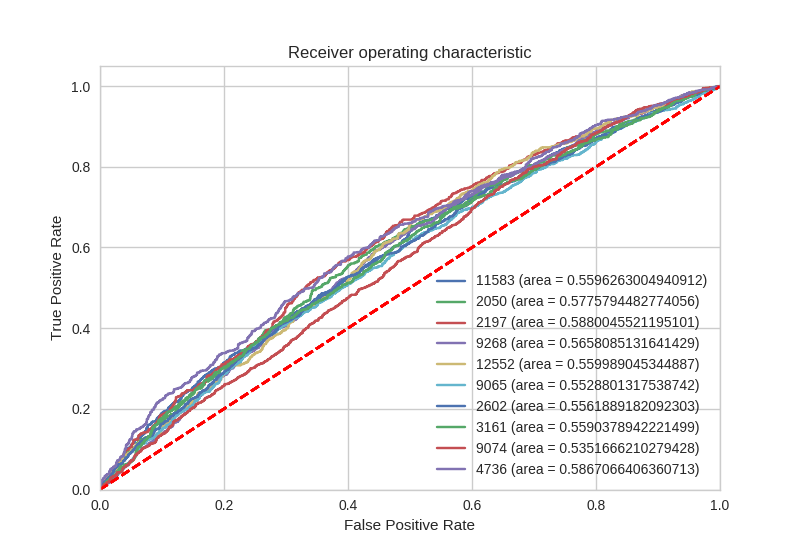 Receiver operating characteristic
1.0
0.8
0.6
0.4
0.2
0.0
True Positive Rate
11583 (area = 0.5596263004940912)
2050 (area = 0.5775794482774056)
2197 (area = 0.5880045521195101)
9268 (area = 0.5658085131641429)
12552 (area = 0.559989045344887)
9065 (area = 0.5528801317538742)
2602 (area = 0.5561889182092303)
3161 (area = 0.5590378942221499)
9074 (area = 0.5351666210279428)
4736 (area = 0.5867066406360713)
0.0 0.2 0.4 0.6 0.8 1.0
False Positive Rate